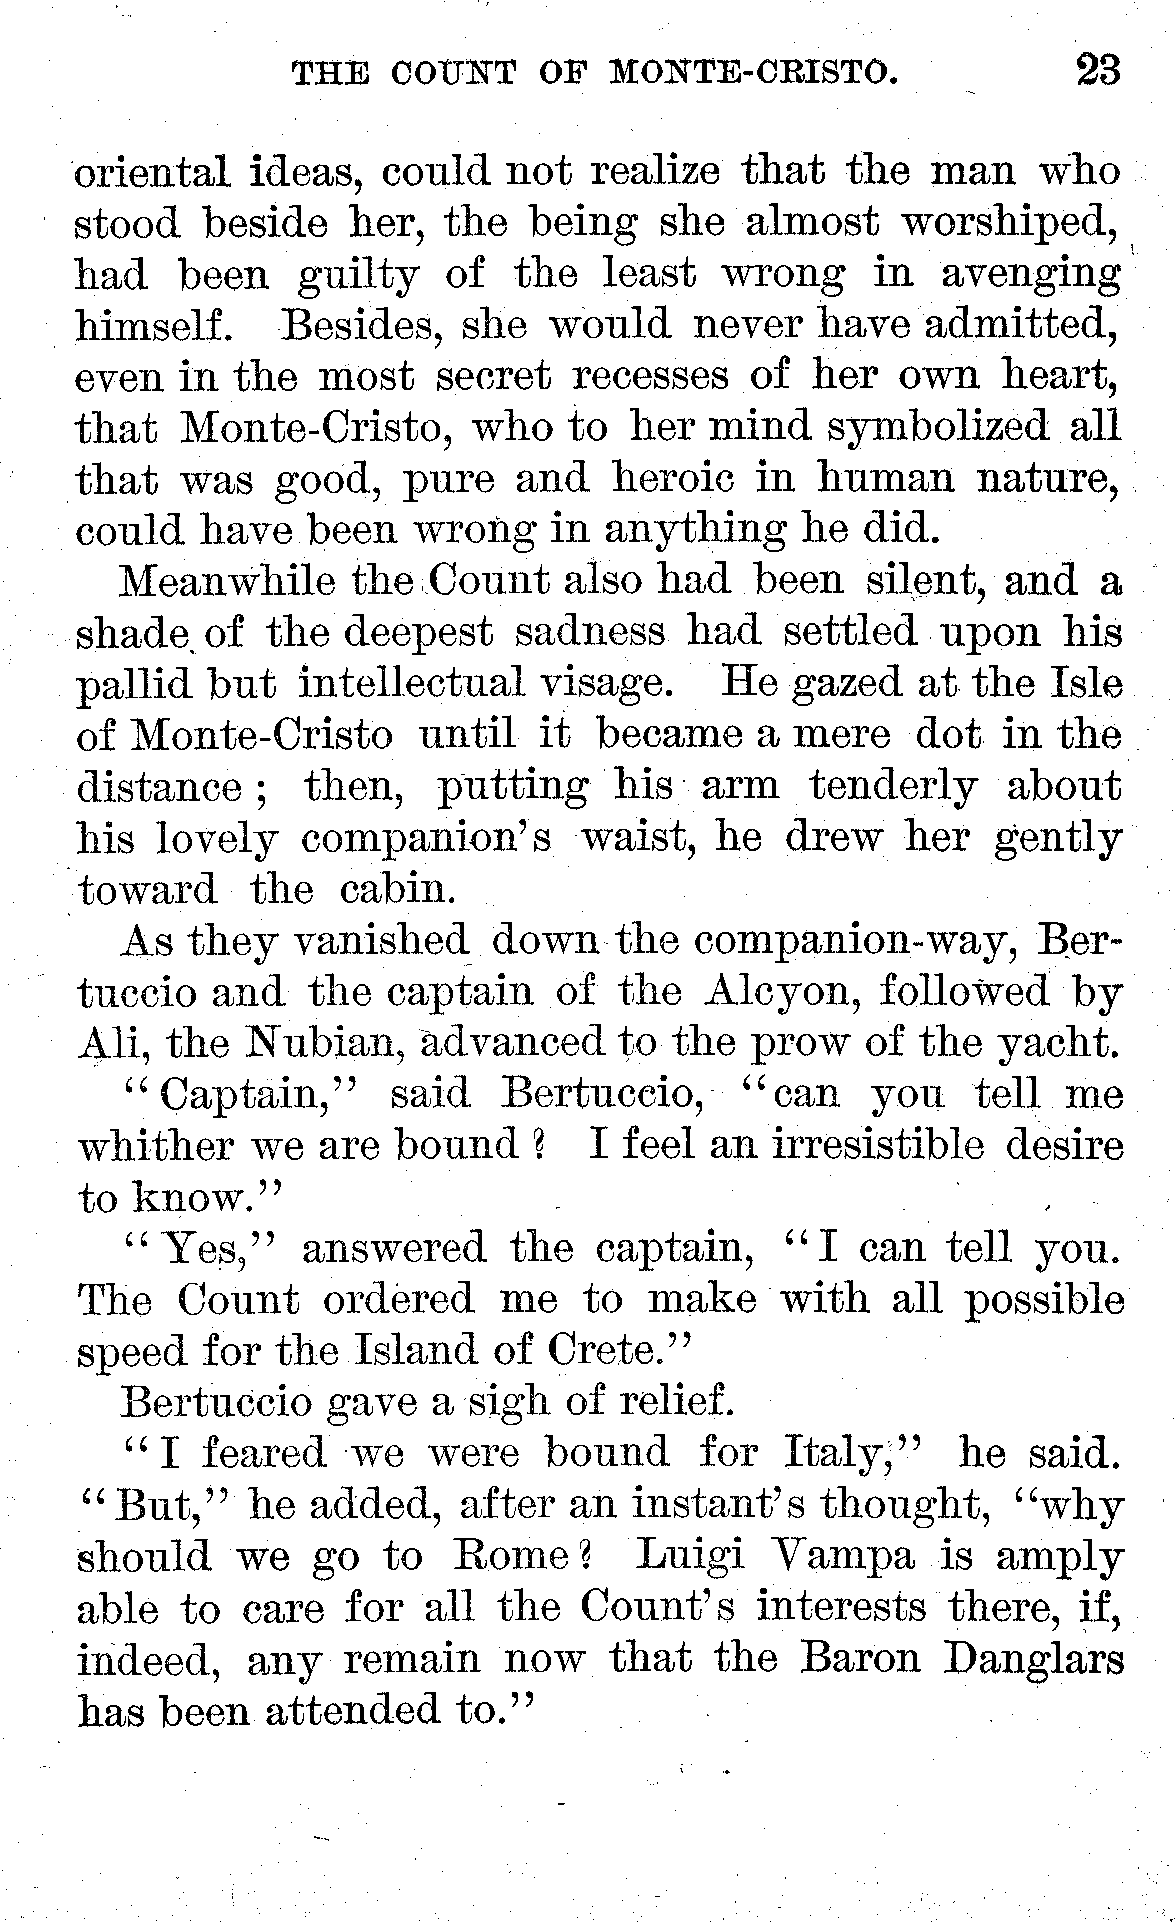 THE COUNT OF MONTE-CRISTO. 23
oriental ideas, could not realize that the man who
stood beside her, the being she almost worshiped,
had been guilty of the least wrong in avenging
himself. Besides, she would never have admitted,
even in the most secret recesses of her own heart,
that Monte-Cristo, who to her mind symbolized all
that was good, pure and heroic in human nature,
could have been wrong in anything he did.
Meanwhile the Count also had been silent, and a
shade of the deepest sadness had settled upon his
pallid but intellectual visage. He gazed at the Isle
of Monte-Cristo until it became a mere dot in the
distance ; then, putting his arm tenderly about
his lovely companion's waist, he drew her gently
toward the cabin.
As they vanished down the companion-way, Ber-
tuccio and the captain of the Alcyon, followed by
Ali, the Nubian, advanced to the prow of the yacht.
"Captain," said Bertuccio, "can you tell me
whither we are bound ? I feel an irresistible desire
to know."
"Yes," answered the captain, "I can tell you.
The Count ordered me to make with all possible
speed for the Island of Crete."
Bertuccio gave a sigh of relief.
"I feared we were bound for Italy," he said.
"But," he added, after an instant's thought, "why
should we go to Rome ? Luigi Vampa is amply
able to care for all the Count's interests there, if,
indeed, any remain now that the Baron Danglars
has been attended to."